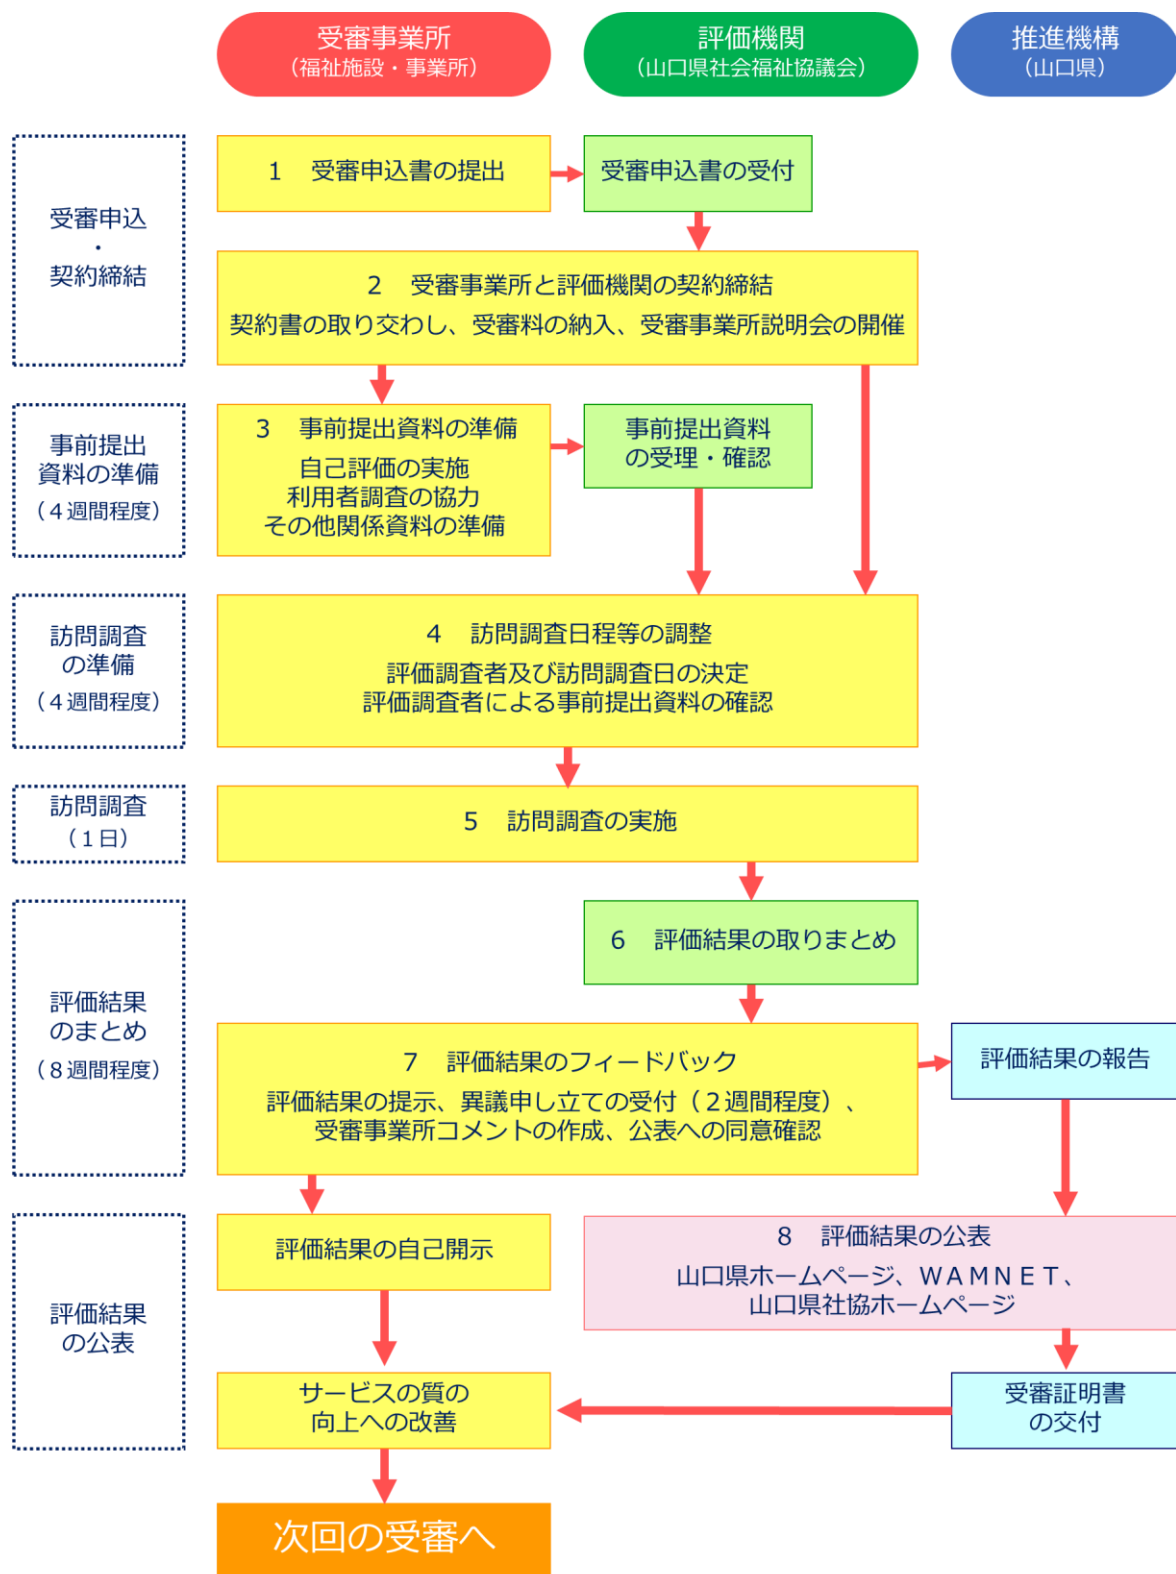 受審事業所
（福祉施設・事業所）
評価機関
（山口県社会福祉協議会）
推進機構
（山口県）
受審申込
・
契約締結
1　受審申込書の提出
受審申込書の受付
2　受審事業所と評価機関の契約締結
契約書の取り交わし、受審料の納入、受審事業所説明会の開催
事前提出
資料の準備
（４週間程度）
3　事前提出資料の準備
自己評価の実施
利用者調査の協力
その他関係資料の準備
事前提出資料
の受理・確認
訪問調査
の準備
（４週間程度）
4　訪問調査日程等の調整
評価調査者及び訪問調査日の決定
評価調査者による事前提出資料の確認
訪問調査
（１日）
5　訪問調査の実施
評価結果
のまとめ
（８週間程度）
6　評価結果の取りまとめ
7　評価結果のフィードバック
評価結果の提示、異議申し立ての受付（２週間程度）、
受審事業所コメントの作成、公表への同意確認
評価結果の報告
評価結果
の公表
評価結果の自己開示
8　評価結果の公表
山口県ホームページ、ＷＡＭＮＥＴ、
山口県社協ホームページ
サービスの質の
向上への改善
受審証明書
の交付
次回の受審へ